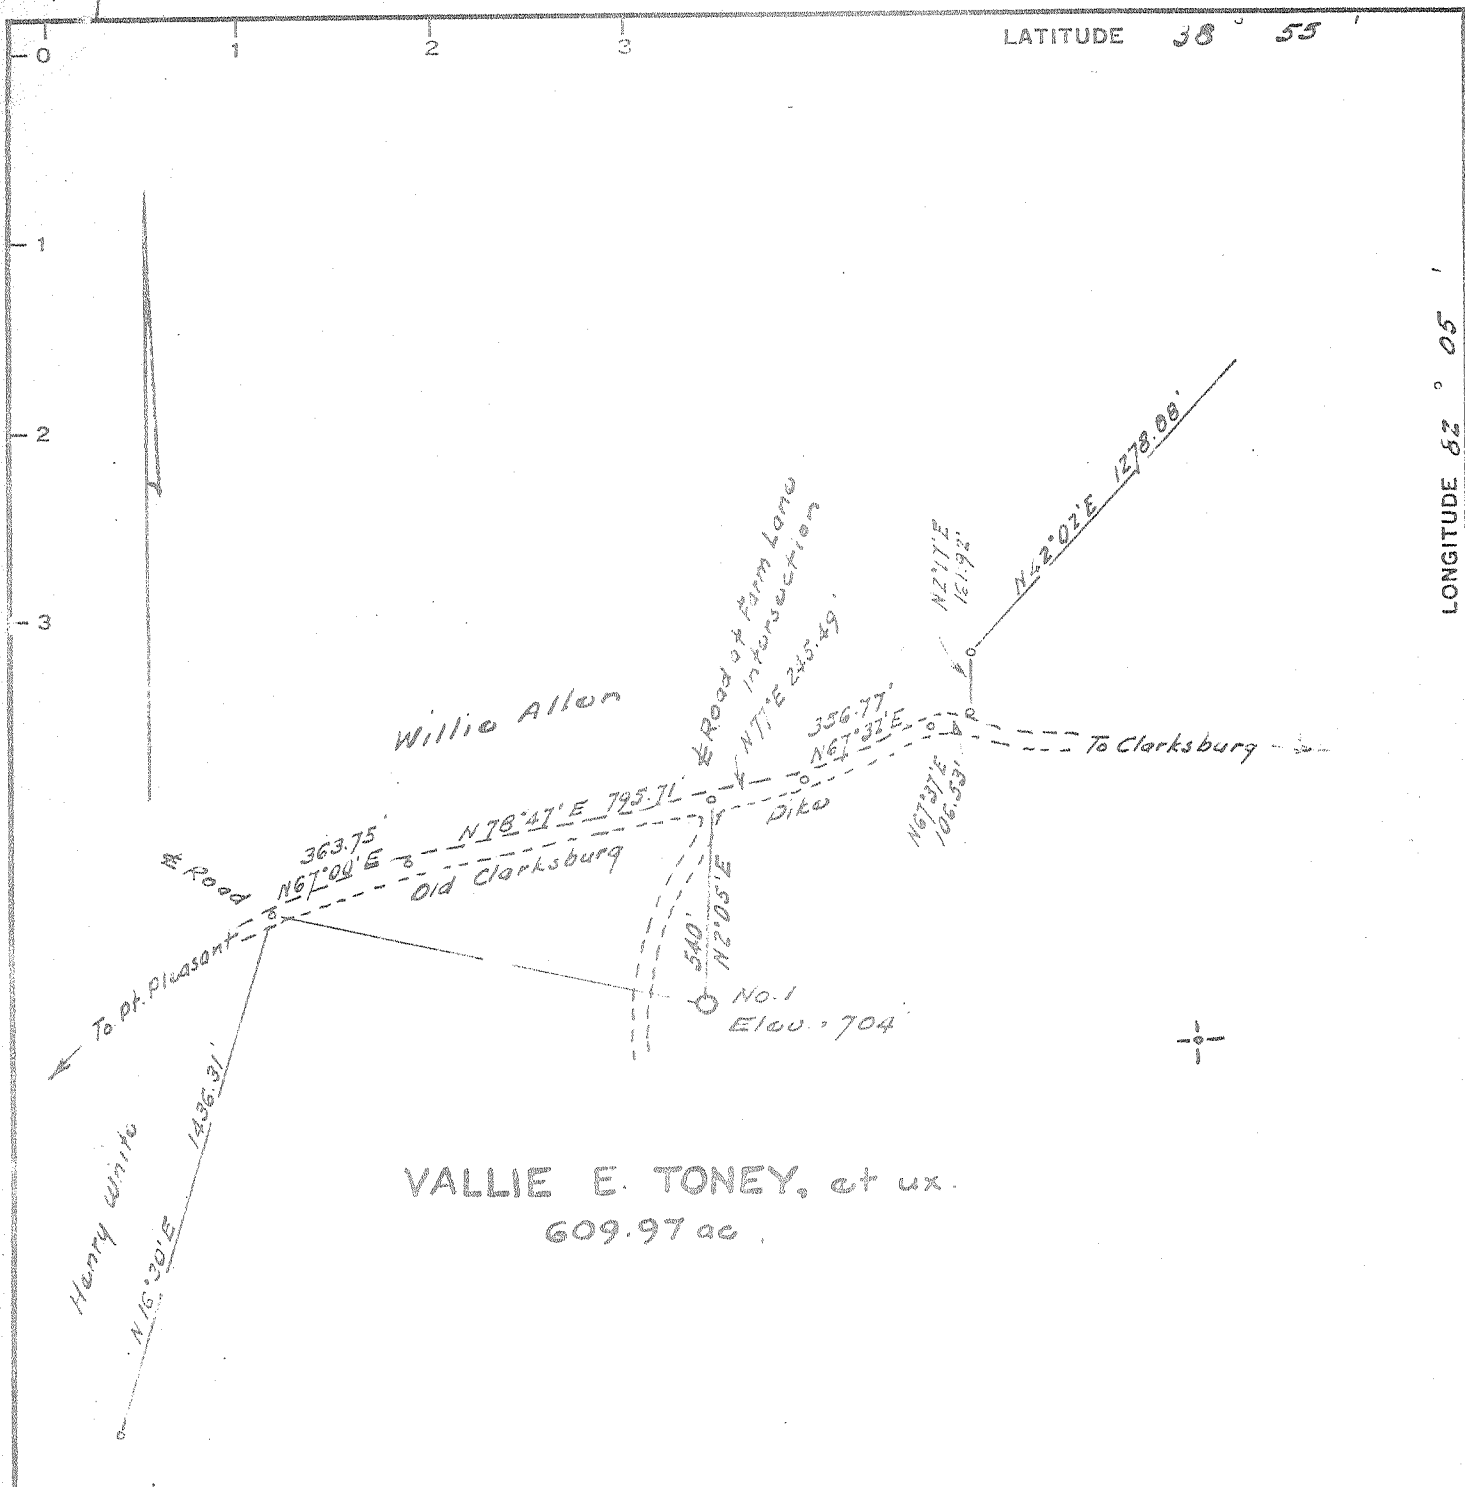 LATITUDE 38° 55'
0
1
2
3
1
2
3
LONGITUDE 82° 05'
N42°02'E 1278.08'
N2°11'E
161.92'
℄ Road at Farm Lane
Intersection
N71°E 245.49'
Willie Allen
356.77'
N67°37'E
To Clarksburg
N67°37'E
106.53'
N78°47'E 795.71'
Pike
363.75'
N67°00'E
Old Clarksburg
℄ Road
To Pt. Pleasant
540'
N2°05'E
No. 1
Elev. = 704
1436.31'
N16°30'E
Henry White
VALLIE E. TONEY, et ux.
609.97 ac.